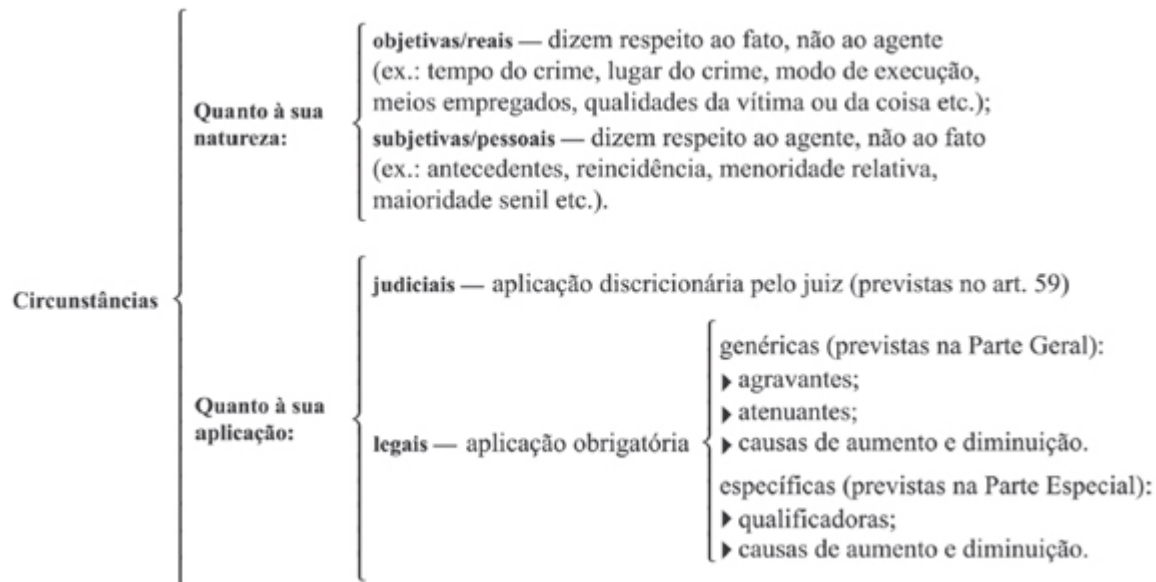 Circunstâncias
Quanto à sua
natureza:
objetivas/reais — dizem respeito ao fato, não ao agente
(ex.: tempo do crime, lugar do crime, modo de execução,
meios empregados, qualidades da vítima ou da coisa etc.);
subjetivas/pessoais — dizem respeito ao agente, não ao fato
(ex.: antecedentes, reincidência, menoridade relativa,
maioridade senil etc.).
Quanto à sua
aplicação:
judiciais — aplicação discricionária pelo juiz (previstas no art. 59)
legais — aplicação obrigatória
genéricas (previstas na Parte Geral):
▶ agravantes;
▶ atenuantes;
▶ causas de aumento e diminuição.
específicas (previstas na Parte Especial):
▶ qualificadoras;
▶ causas de aumento e diminuição.